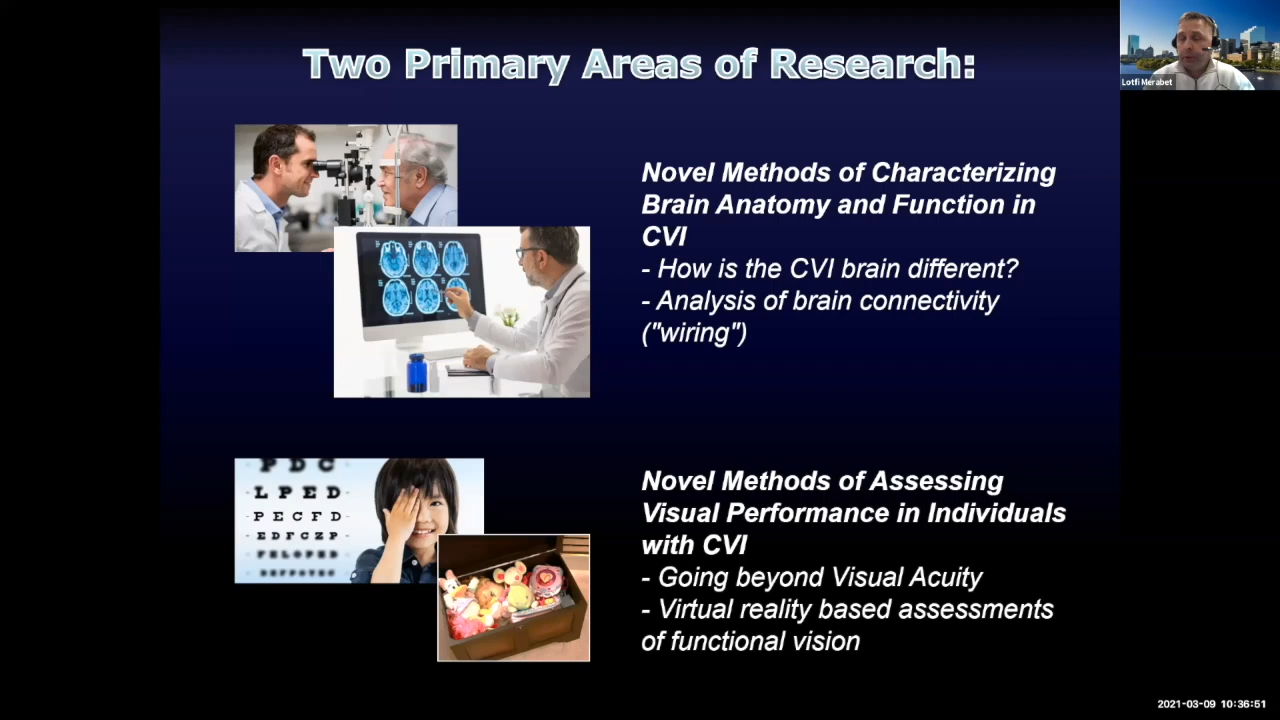 Two Primary Areas of Research:
Lotfi Merabet
Novel Methods of Characterizing
Brain Anatomy and Function in
CVI
- How is the CVI brain different?
- Analysis of brain connectivity
("wiring")
P D C
- L P E D -
- P E C F D -
- E D F C Z P -
Novel Methods of Assessing
Visual Performance in Individuals
with CVI
- Going beyond Visual Acuity
- Virtual reality based assessments
of functional vision
2021-03-09 10:36:51